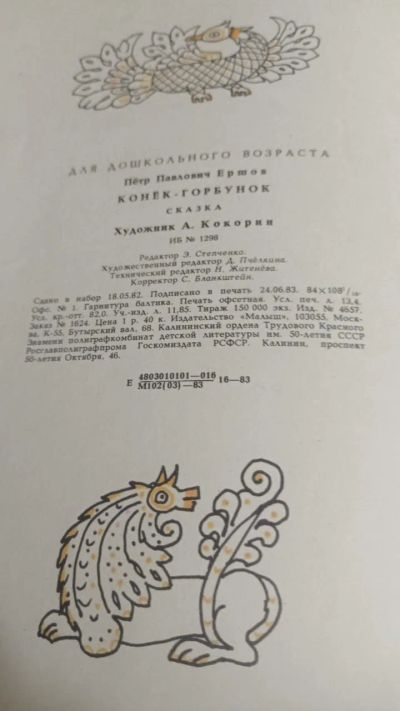 ДЛЯ ДОШКОЛЬНОГО ВОЗРАСТА
Пётр Павлович Ершов
КОНЁК-ГОРБУНОК
СКАЗКА
Художник А. Кокорин
ИБ № 1298
Редактор Э. Степченко.
Художественный редактор Д. Пчёлкина.
Технический редактор Н. Житенёва.
Корректор С. Бланкштейн.
Сдано в набор 18.05.82. Подписано в печать 24.06.83. 84×108¹/₁₆.
Офс. № 1. Гарнитура балтика. Печать офсетная. Усл. печ. л. 13,4.
Усл. кр.-отт. 82,0. Уч.-изд. л. 11,85. Тираж 150 000 экз. Изд. № 4657.
Заказ № 1624. Цена 1 р. 40 к. Издательство «Малыш», 103055, Моск-
ва, К-55, Бутырский вал, 68. Калининский ордена Трудового Красного
Знамени полиграфкомбинат детской литературы им. 50-летия СССР
Росглавполиграфпрома Госкомиздата РСФСР. Калинин, проспект
50-летия Октября, 46.
Е 4803010101—016 16—83
М102(03)—83